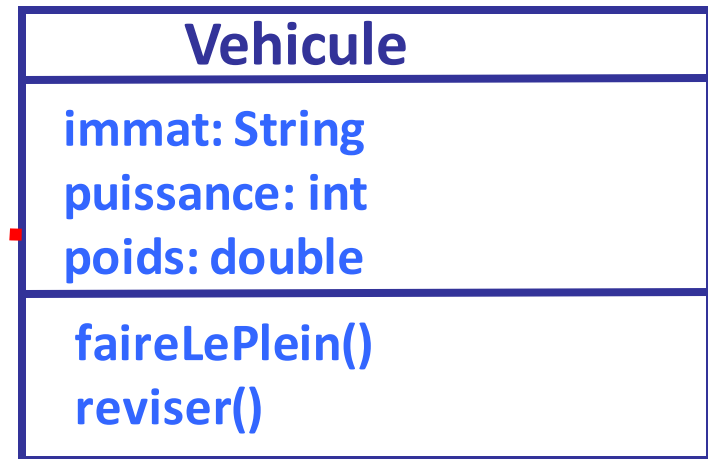 Vehicule
immat: String
puissance: int
poids: double
faireLePlein()
reviser()